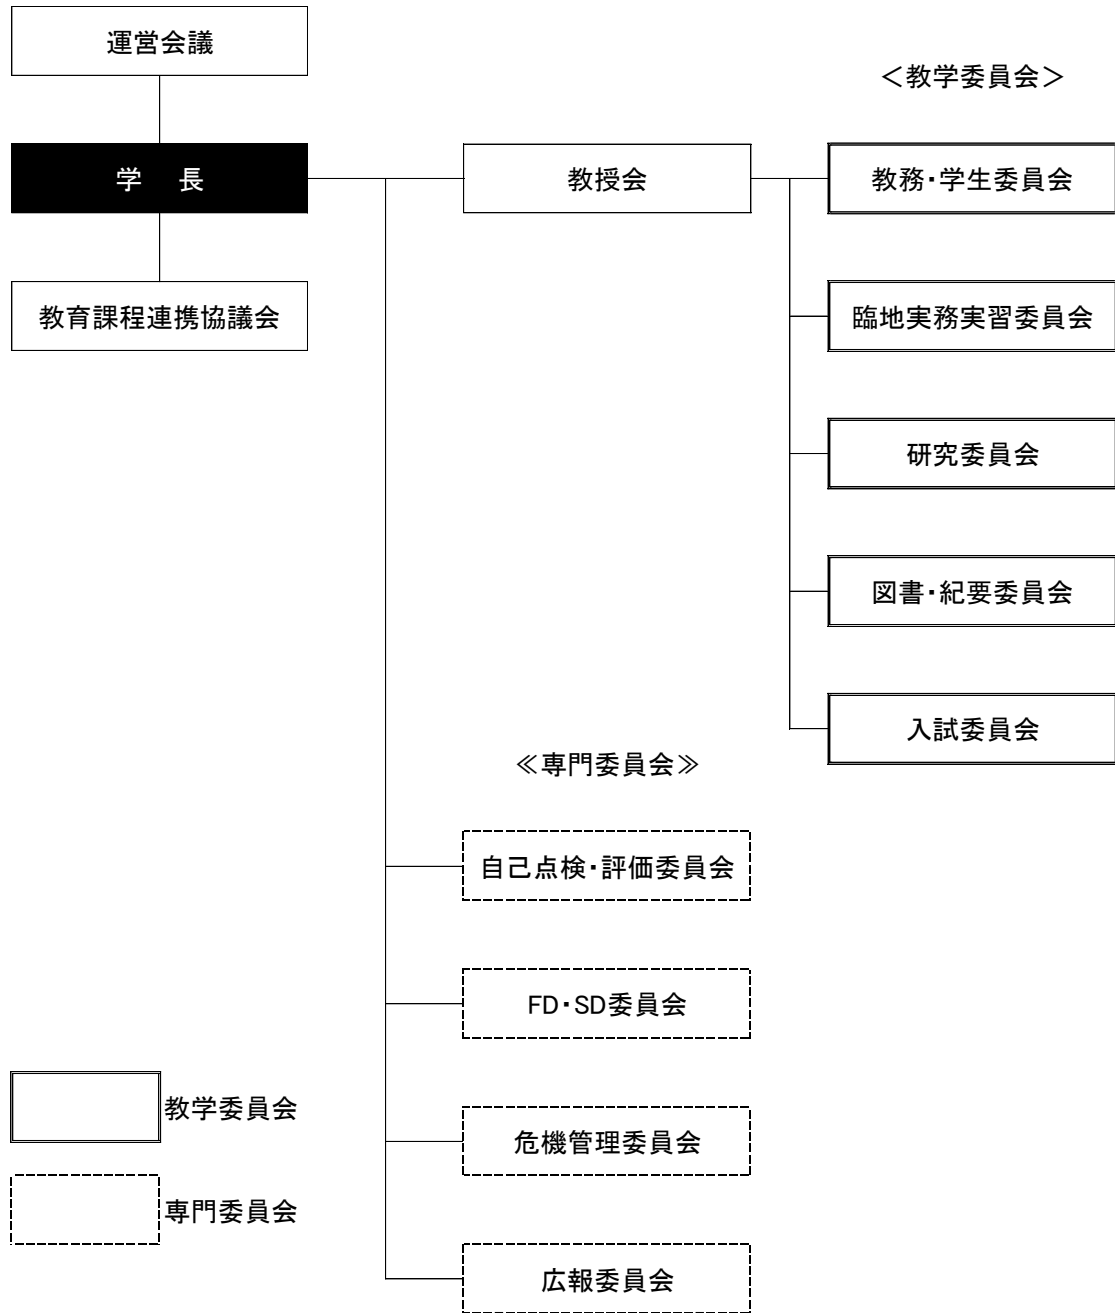 運営会議
＜教学委員会＞
学　長
教授会
教務・学生委員会
教育課程連携協議会
臨地実務実習委員会
研究委員会
図書・紀要委員会
入試委員会
≪専門委員会≫
自己点検・評価委員会
FD・SD委員会
教学委員会
危機管理委員会
専門委員会
広報委員会